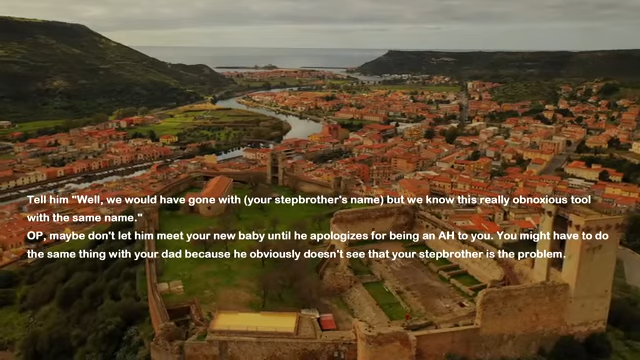 Tell him "Well, we would have gone with (your stepbrother's name) but we know this really obnoxious tool
with the same name."
OP, maybe don't let him meet your new baby until he apologizes for being an AH to you. You might have to do
the same thing with your dad because he obviously doesn't see that your stepbrother is the problem.